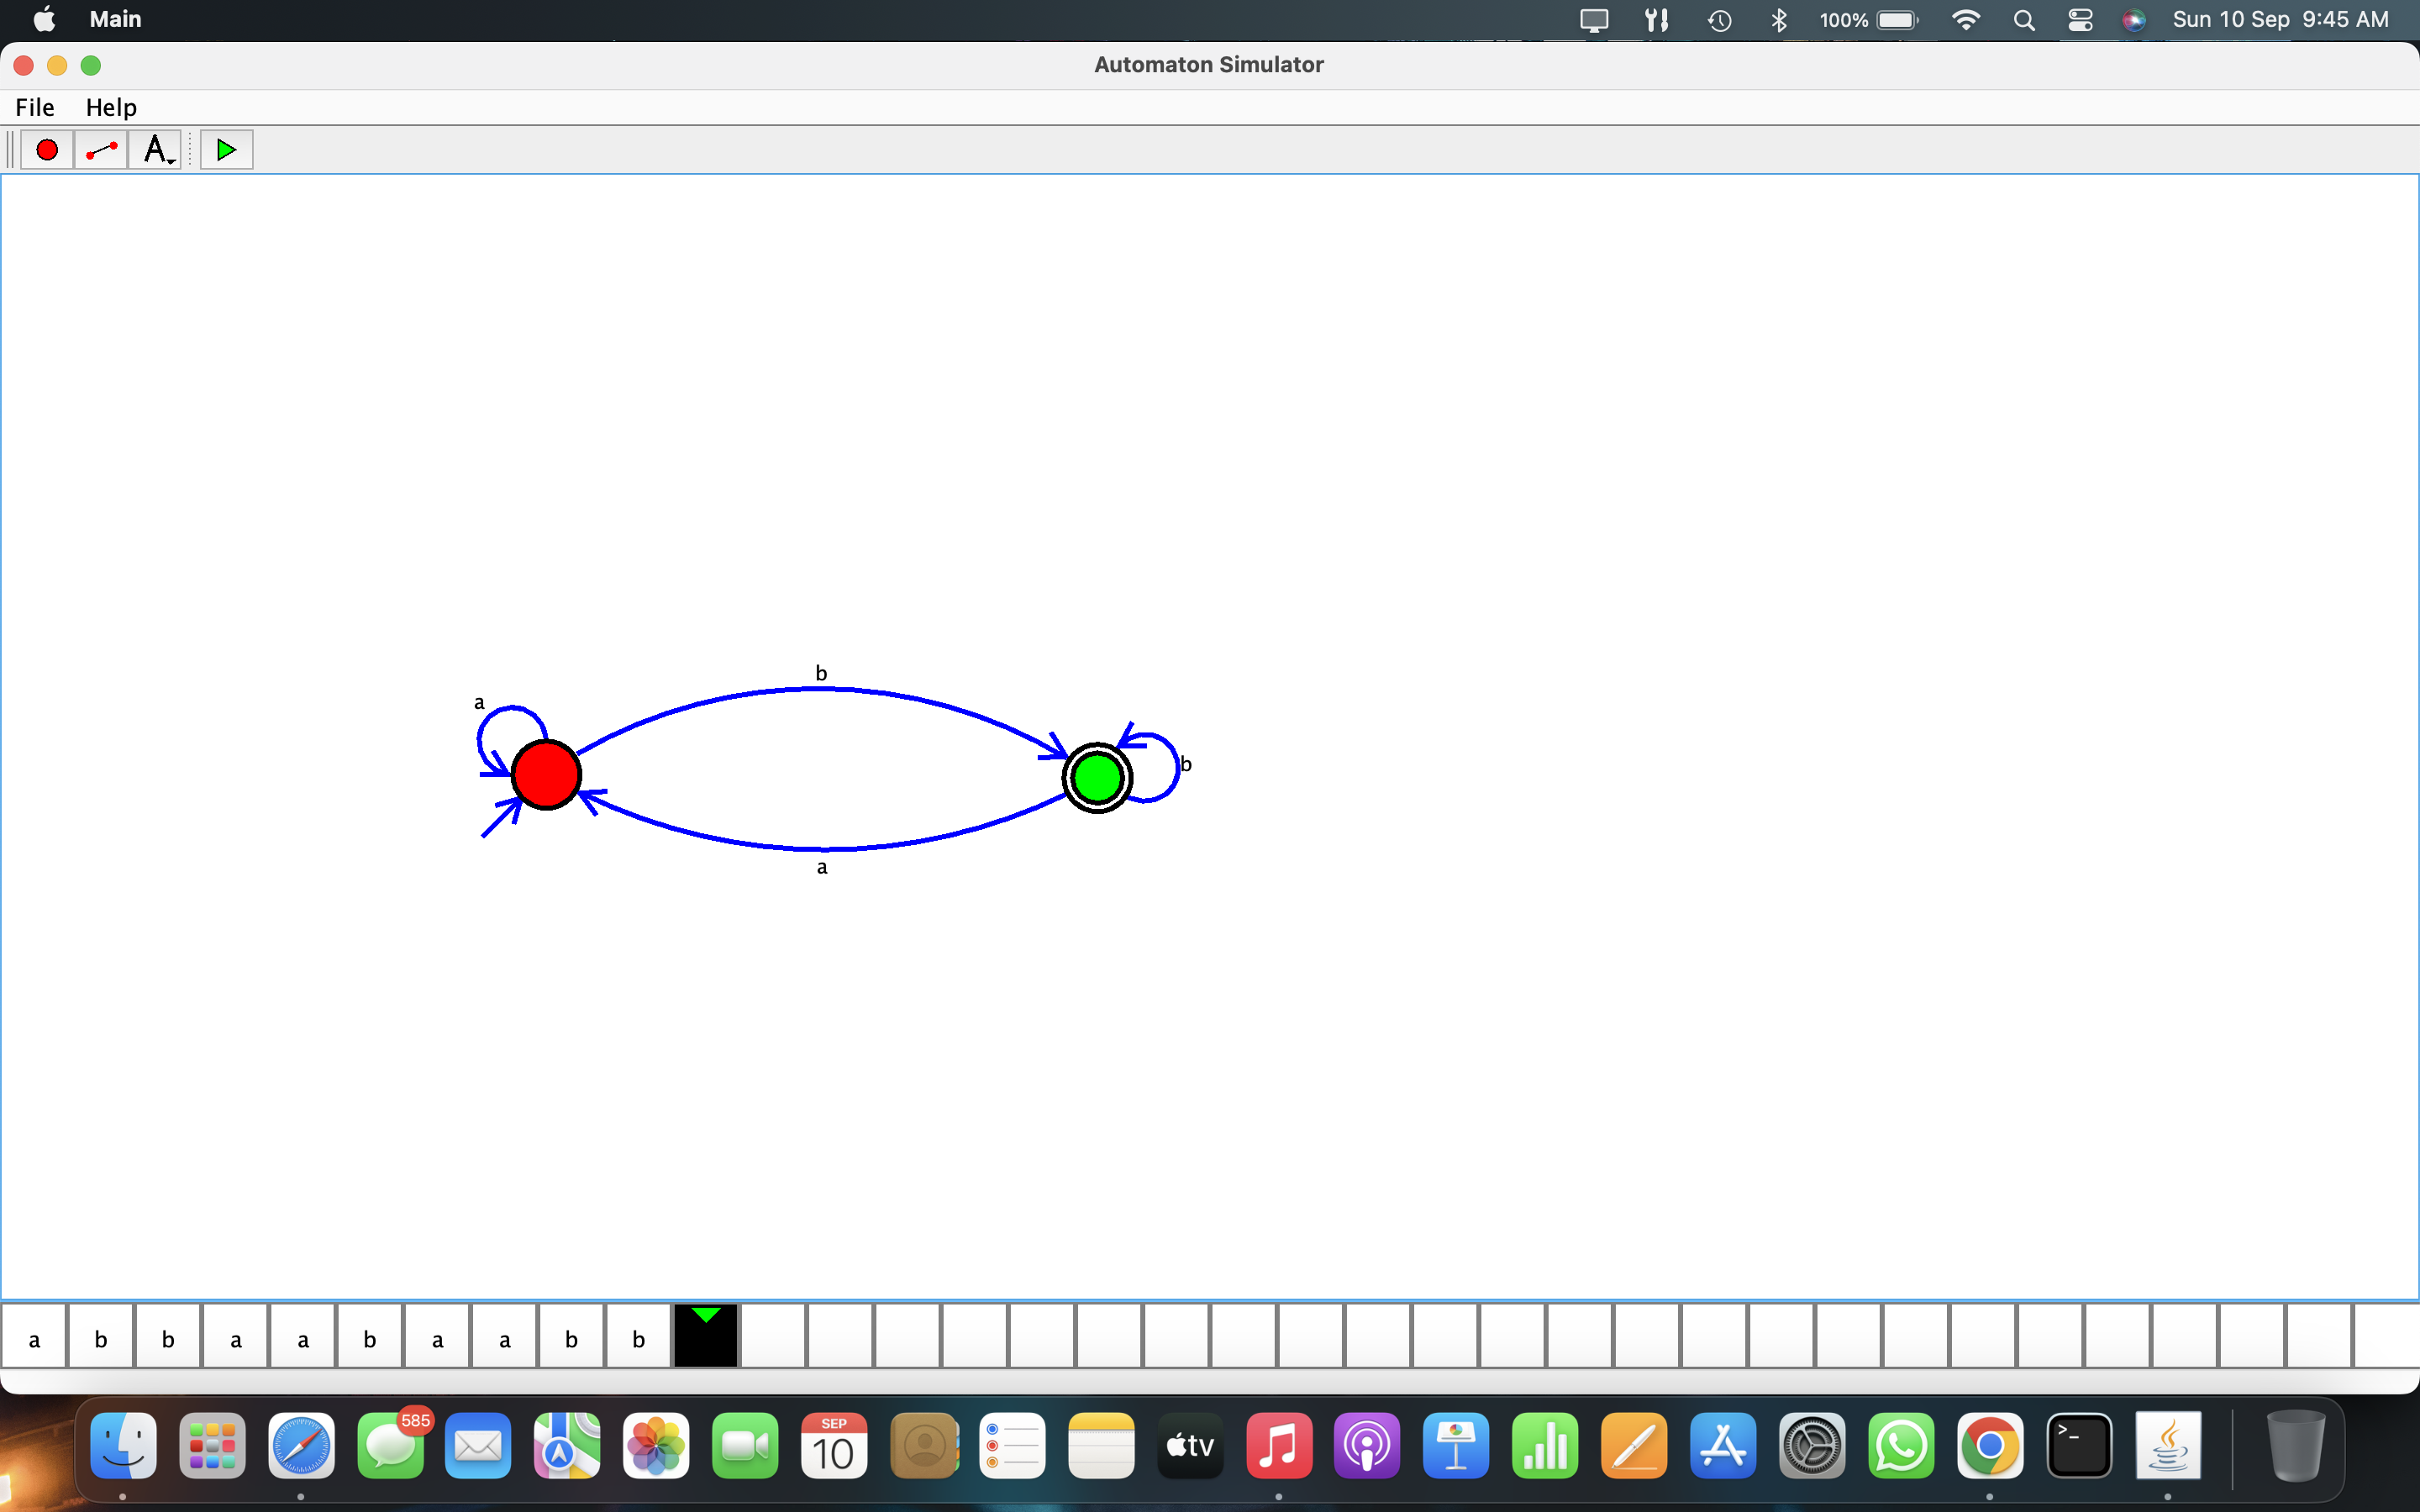 Main 100% Sun 10 Sep 9:45 AM
Automaton Simulator
File Help
A
b
a
b
a
a b b a a b a a b b
585
SEP
10
tv
>_